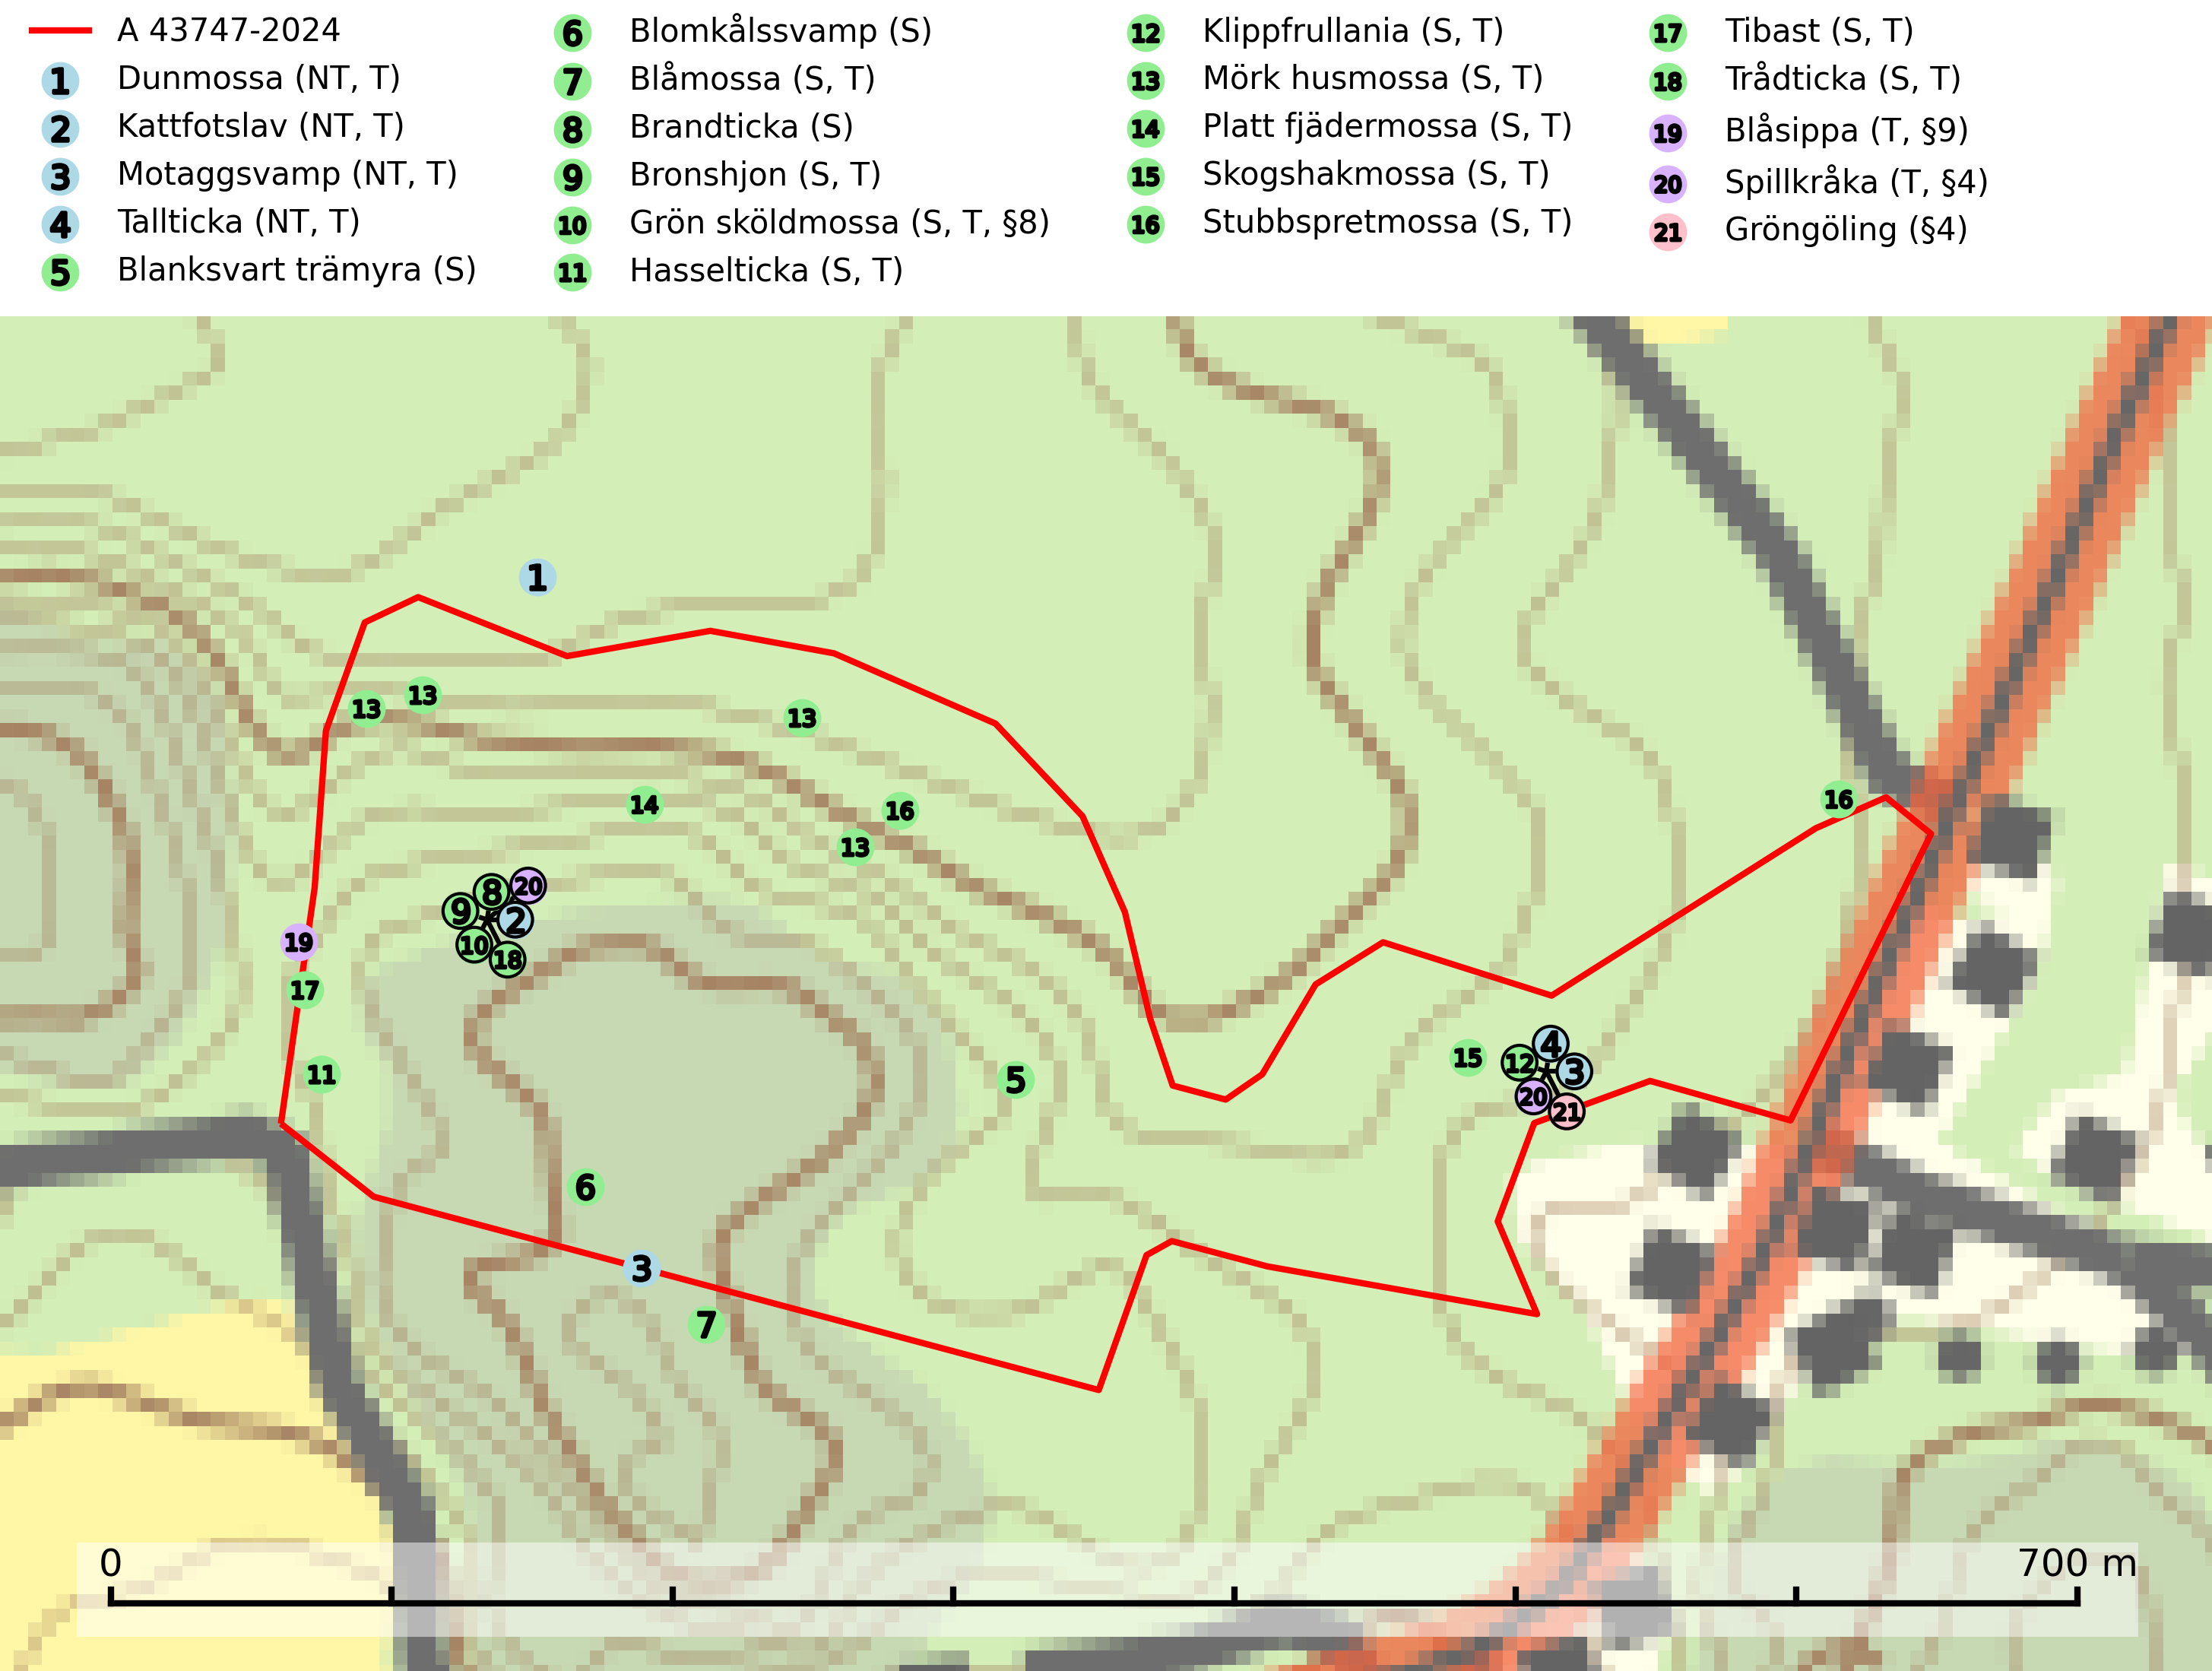 A 43747-2024
1 Dunmossa (NT, T)
2 Kattfotslav (NT, T)
3 Motaggsvamp (NT, T)
4 Tallticka (NT, T)
5 Blanksvart trämyra (S)
6 Blomkålssvamp (S)
7 Blåmossa (S, T)
8 Brandticka (S)
9 Bronshjon (S, T)
10 Grön sköldmossa (S, T, §8)
11 Hasselticka (S, T)
12 Klippfrullania (S, T)
13 Mörk husmossa (S, T)
14 Platt fjädermossa (S, T)
15 Skogshakmossa (S, T)
16 Stubbspretmossa (S, T)
17 Tibast (S, T)
18 Trådticka (S, T)
19 Blåsippa (T, §9)
20 Spillkråka (T, §4)
21 Gröngöling (§4)
1
13 13
13
14
16
16
13
8 20
9 2
10 18
19
17
11
5
15
4
12 3
20 21
6
3
7
0 700 m